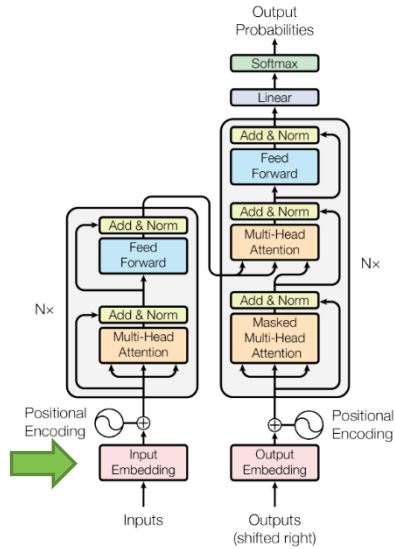 Output
Probabilities
Softmax
Linear
Add & Norm
Feed
Forward
Add & Norm
Multi-Head
Attention
Nx
Add & Norm
Masked
Multi-Head
Attention
Add & Norm
Feed
Forward
Nx
Add & Norm
Multi-Head
Attention
Positional
Encoding
Positional
Encoding
Input
Embedding
Output
Embedding
Inputs
Outputs
(shifted right)